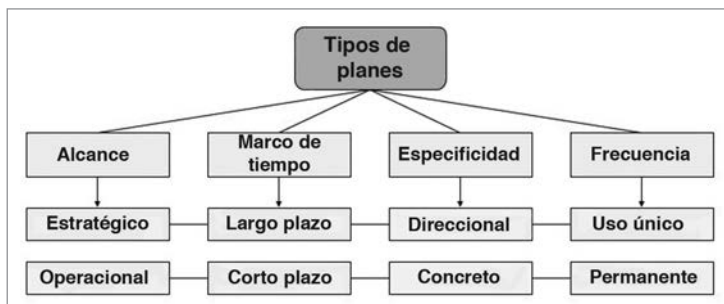 Tipos de
planes
Alcance
Marco de
tiempo
Especificidad
Frecuencia
Estratégico
Largo plazo
Direccional
Uso único
Operacional
Corto plazo
Concreto
Permanente